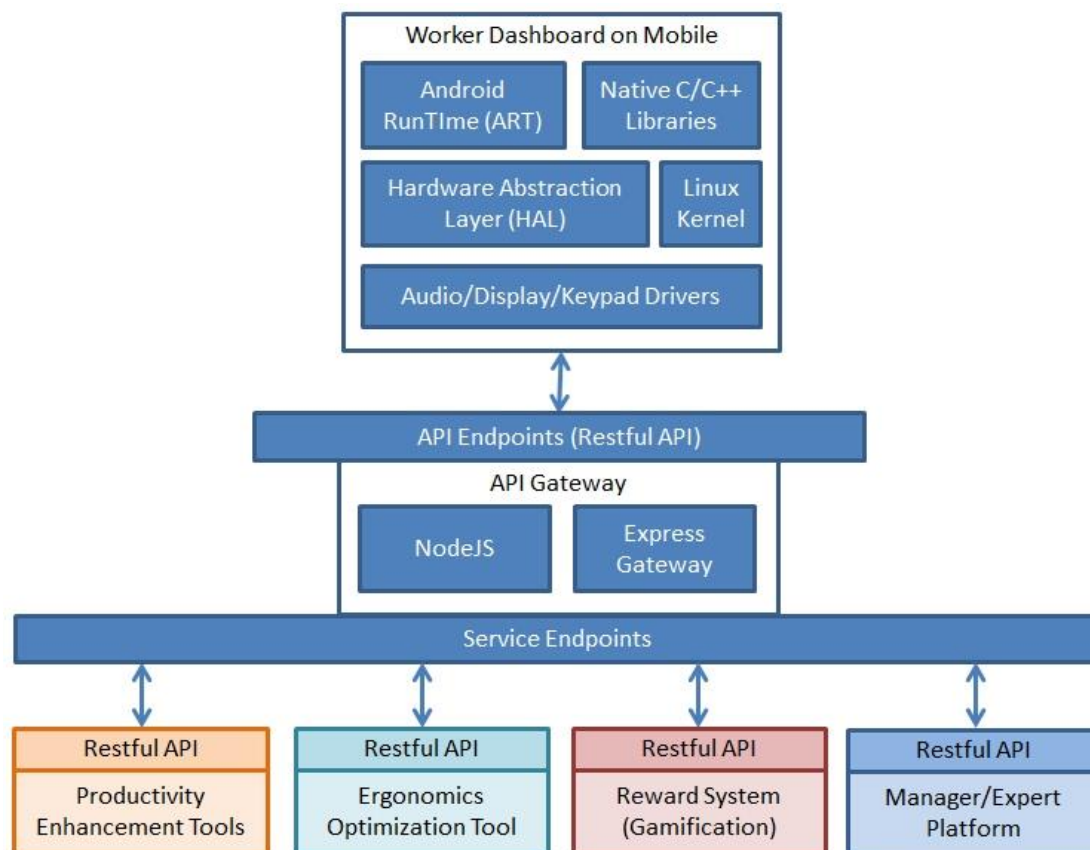 Worker Dashboard on Mobile
Android
RunTIme (ART)
Native C/C++
Libraries
Hardware Abstraction
Layer (HAL)
Linux
Kernel
Audio/Display/Keypad Drivers
API Endpoints (Restful API)
API Gateway
NodeJS
Express
Gateway
Service Endpoints
Restful API
Productivity
Enhancement Tools
Restful API
Ergonomics
Optimization Tool
Restful API
Reward System
(Gamification)
Restful API
Manager/Expert
Platform